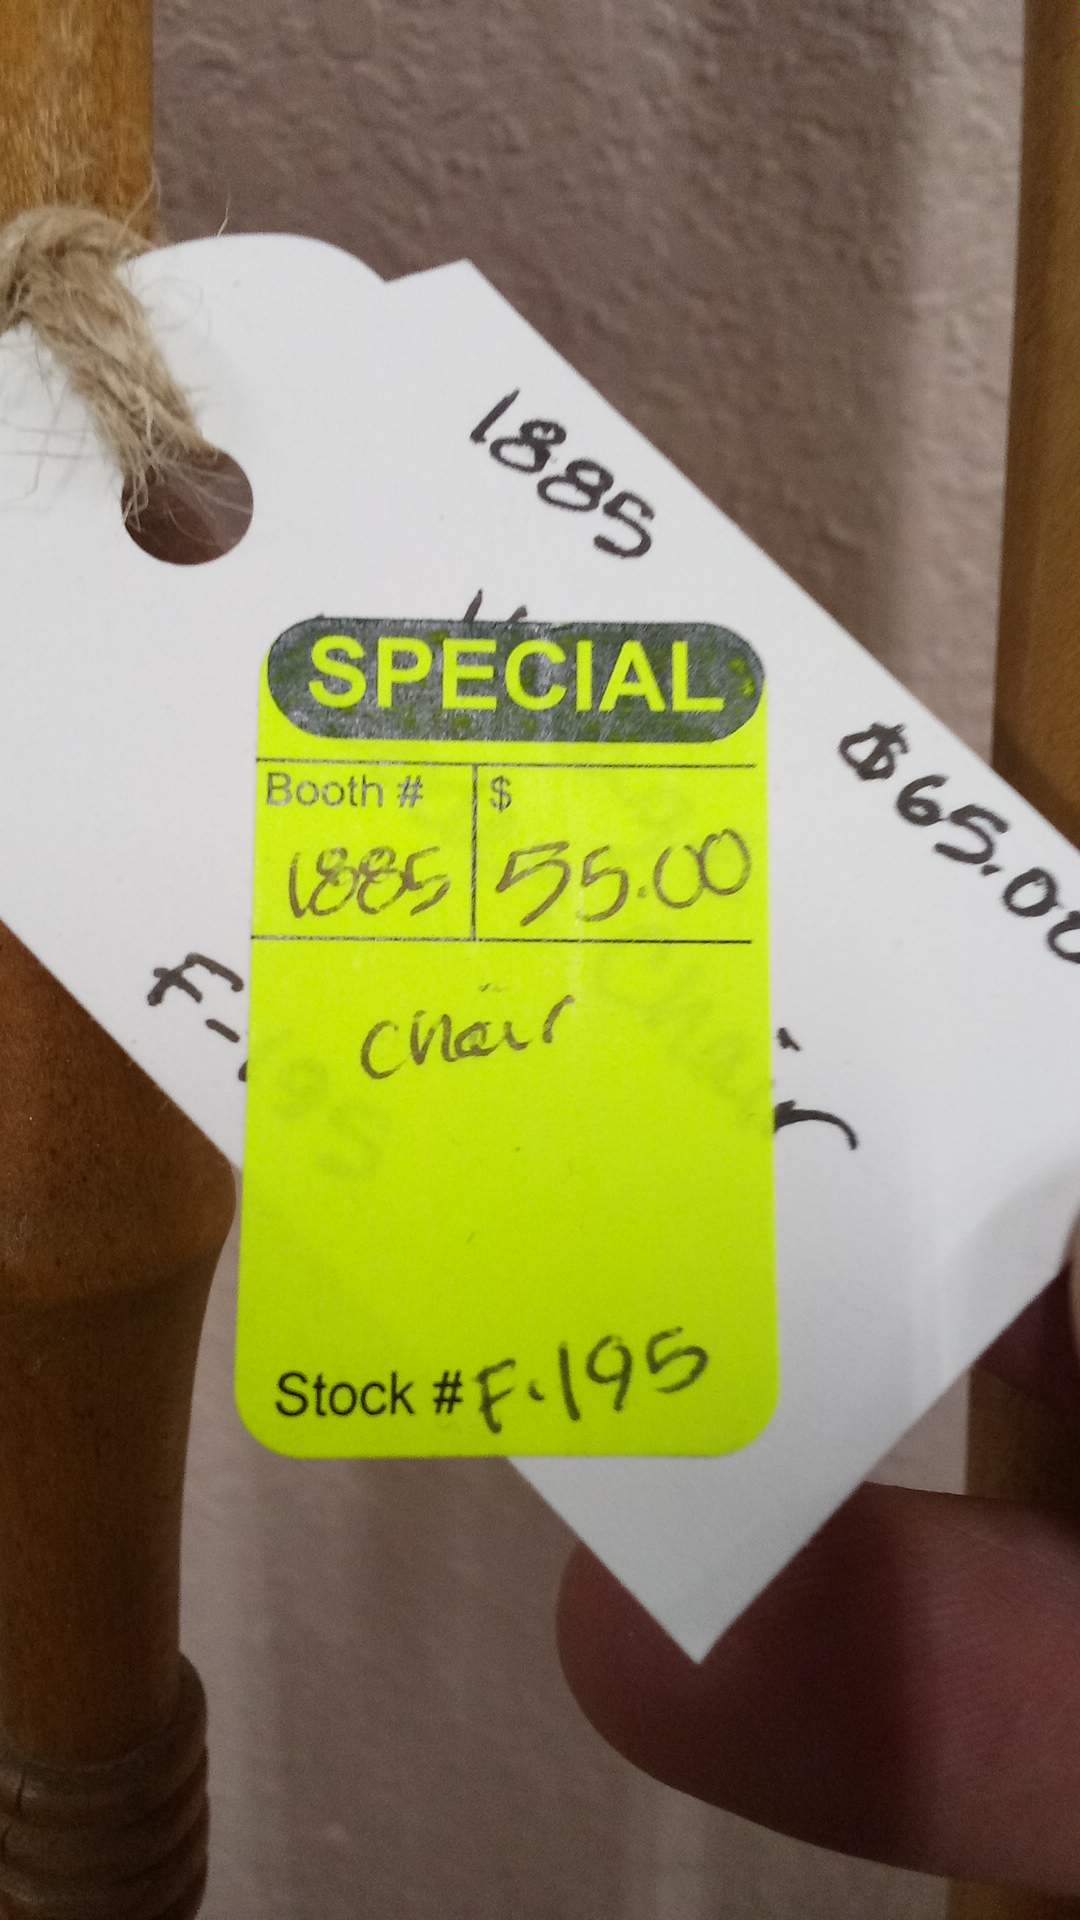 1885
$65.00
SPECIAL
Booth # $
1885 55.00
Chair
Stock # F.195